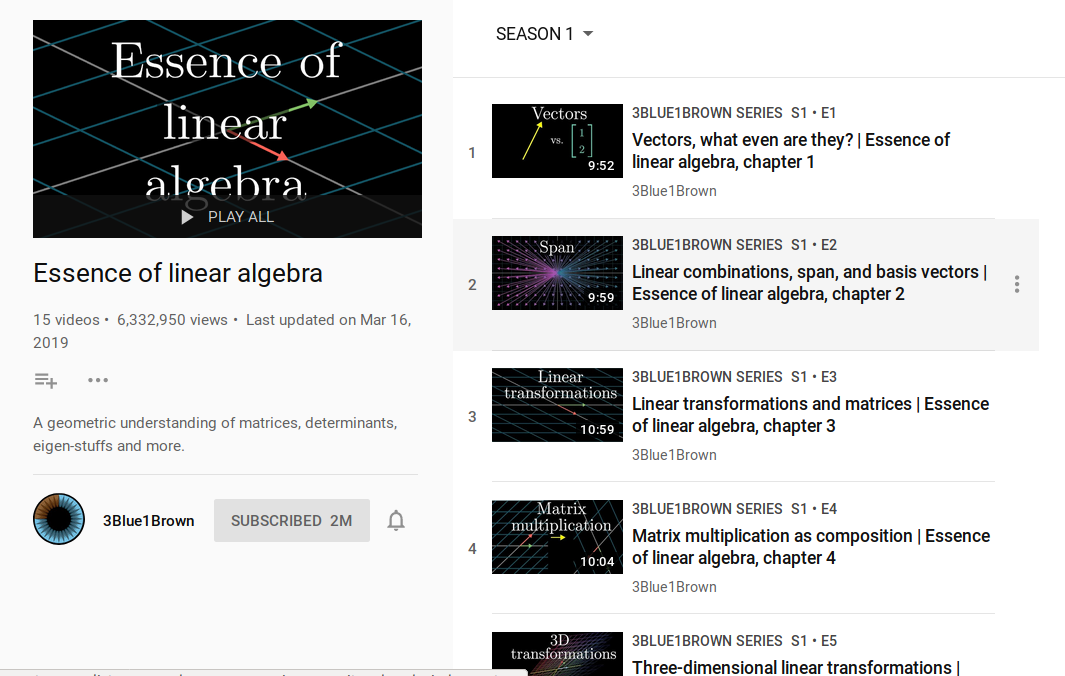 Essence of
linear
algebra
PLAY ALL
Essence of linear algebra
15 videos • 6,332,950 views • Last updated on Mar 16,
2019
A geometric understanding of matrices, determinants,
eigen-stuffs and more.
3Blue1Brown
SUBSCRIBED 2M
SEASON 1
1
Vectors
vs. [1 2]
9:52
3BLUE1BROWN SERIES S1 • E1
Vectors, what even are they? | Essence of
linear algebra, chapter 1
3Blue1Brown
2
Span
9:59
3BLUE1BROWN SERIES S1 • E2
Linear combinations, span, and basis vectors |
Essence of linear algebra, chapter 2
3Blue1Brown
3
Linear
transformations
10:59
3BLUE1BROWN SERIES S1 • E3
Linear transformations and matrices | Essence
of linear algebra, chapter 3
3Blue1Brown
4
Matrix
multiplication
10:04
3BLUE1BROWN SERIES S1 • E4
Matrix multiplication as composition | Essence
of linear algebra, chapter 4
3Blue1Brown
3D
transformations
3BLUE1BROWN SERIES S1 • E5
Three-dimensional linear transformations |